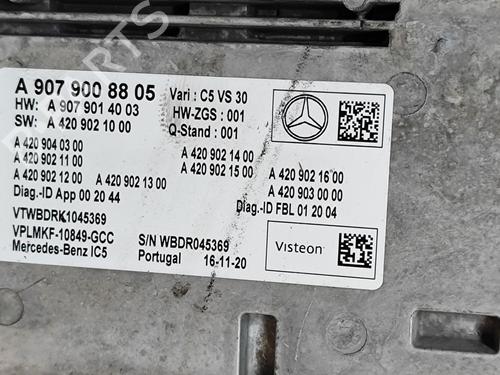 A 907 900 88 05
Vari : C5 VS 30
HW: A 907 901 40 03
HW-ZGS : 001
SW: A 420 902 10 00
Q-Stand : 001
A 420 904 03 00
A 420 902 11 00
A 420 902 14 00
A 420 902 16 00
A 420 902 12 00
A 420 902 13 00
A 420 902 15 00
A 420 903 00 00
Diag.-ID App 00 20 44
Diag.-ID FBL 01 20 04
VTWBDRK1045369
VPLMKF-10849-GCC
S/N WBDR045369
Visteon
Mercedes-Benz IC5
Portugal
16-11-20